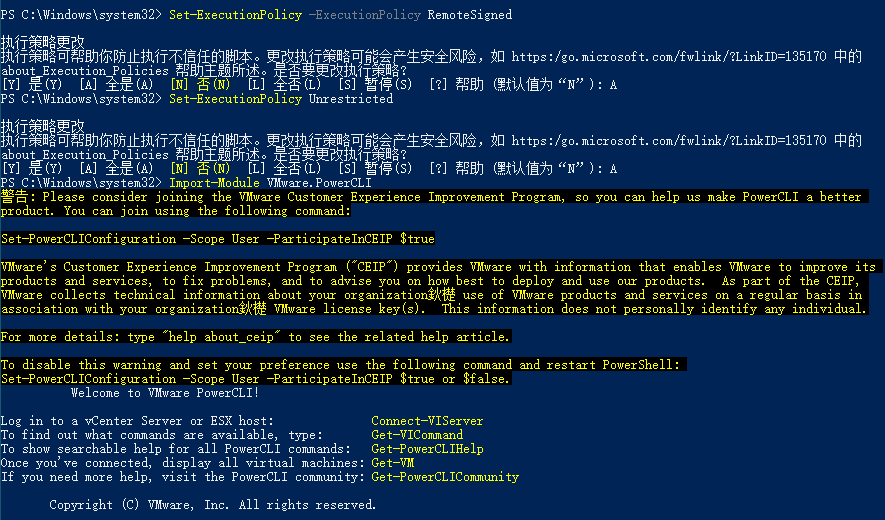 PS C:\Windows\system32> Set-ExecutionPolicy -ExecutionPolicy RemoteSigned
执行策略更改
执行策略可帮助你防止执行不信任的脚本。更改执行策略可能会产生安全风险，如 https:/go.microsoft.com/fwlink/?LinkID=135170 中的
about_Execution_Policies 帮助主题所述。是否要更改执行策略?
[Y] 是(Y)  [A] 全是(A)  [N] 否(N)  [L] 全否(L)  [S] 暂停(S)  [?] 帮助 (默认值为“N”): A
PS C:\Windows\system32> Set-ExecutionPolicy Unrestricted
执行策略更改
执行策略可帮助你防止执行不信任的脚本。更改执行策略可能会产生安全风险，如 https:/go.microsoft.com/fwlink/?LinkID=135170 中的
about_Execution_Policies 帮助主题所述。是否要更改执行策略?
[Y] 是(Y)  [A] 全是(A)  [N] 否(N)  [L] 全否(L)  [S] 暂停(S)  [?] 帮助 (默认值为“N”): A
PS C:\Windows\system32> Import-Module VMware.PowerCLI
警告: Please consider joining the VMware Customer Experience Improvement Program, so you can help us make PowerCLI a better
product. You can join using the following command:
Set-PowerCLIConfiguration -Scope User -ParticipateInCEIP $true
VMware's Customer Experience Improvement Program ("CEIP") provides VMware with information that enables VMware to improve its
products and services, to fix problems, and to advise you on how best to deploy and use our products.  As part of the CEIP,
VMware collects technical information about your organization鈥檚 use of VMware products and services on a regular basis in
association with your organization鈥檚 VMware license key(s).  This information does not personally identify any individual.
For more details: type "help about_ceip" to see the related help article.
To disable this warning and set your preference use the following command and restart PowerShell:
Set-PowerCLIConfiguration -Scope User -ParticipateInCEIP $true or $false.
Welcome to VMware PowerCLI!
Log in to a vCenter Server or ESX host: Connect-VIServer
To find out what commands are available, type: Get-VICommand
To show searchable help for all PowerCLI commands: Get-PowerCLIHelp
Once you've connected, display all virtual machines: Get-VM
If you need more help, visit the PowerCLI community: Get-PowerCLICommunity
Copyright (C) VMware, Inc. All rights reserved.